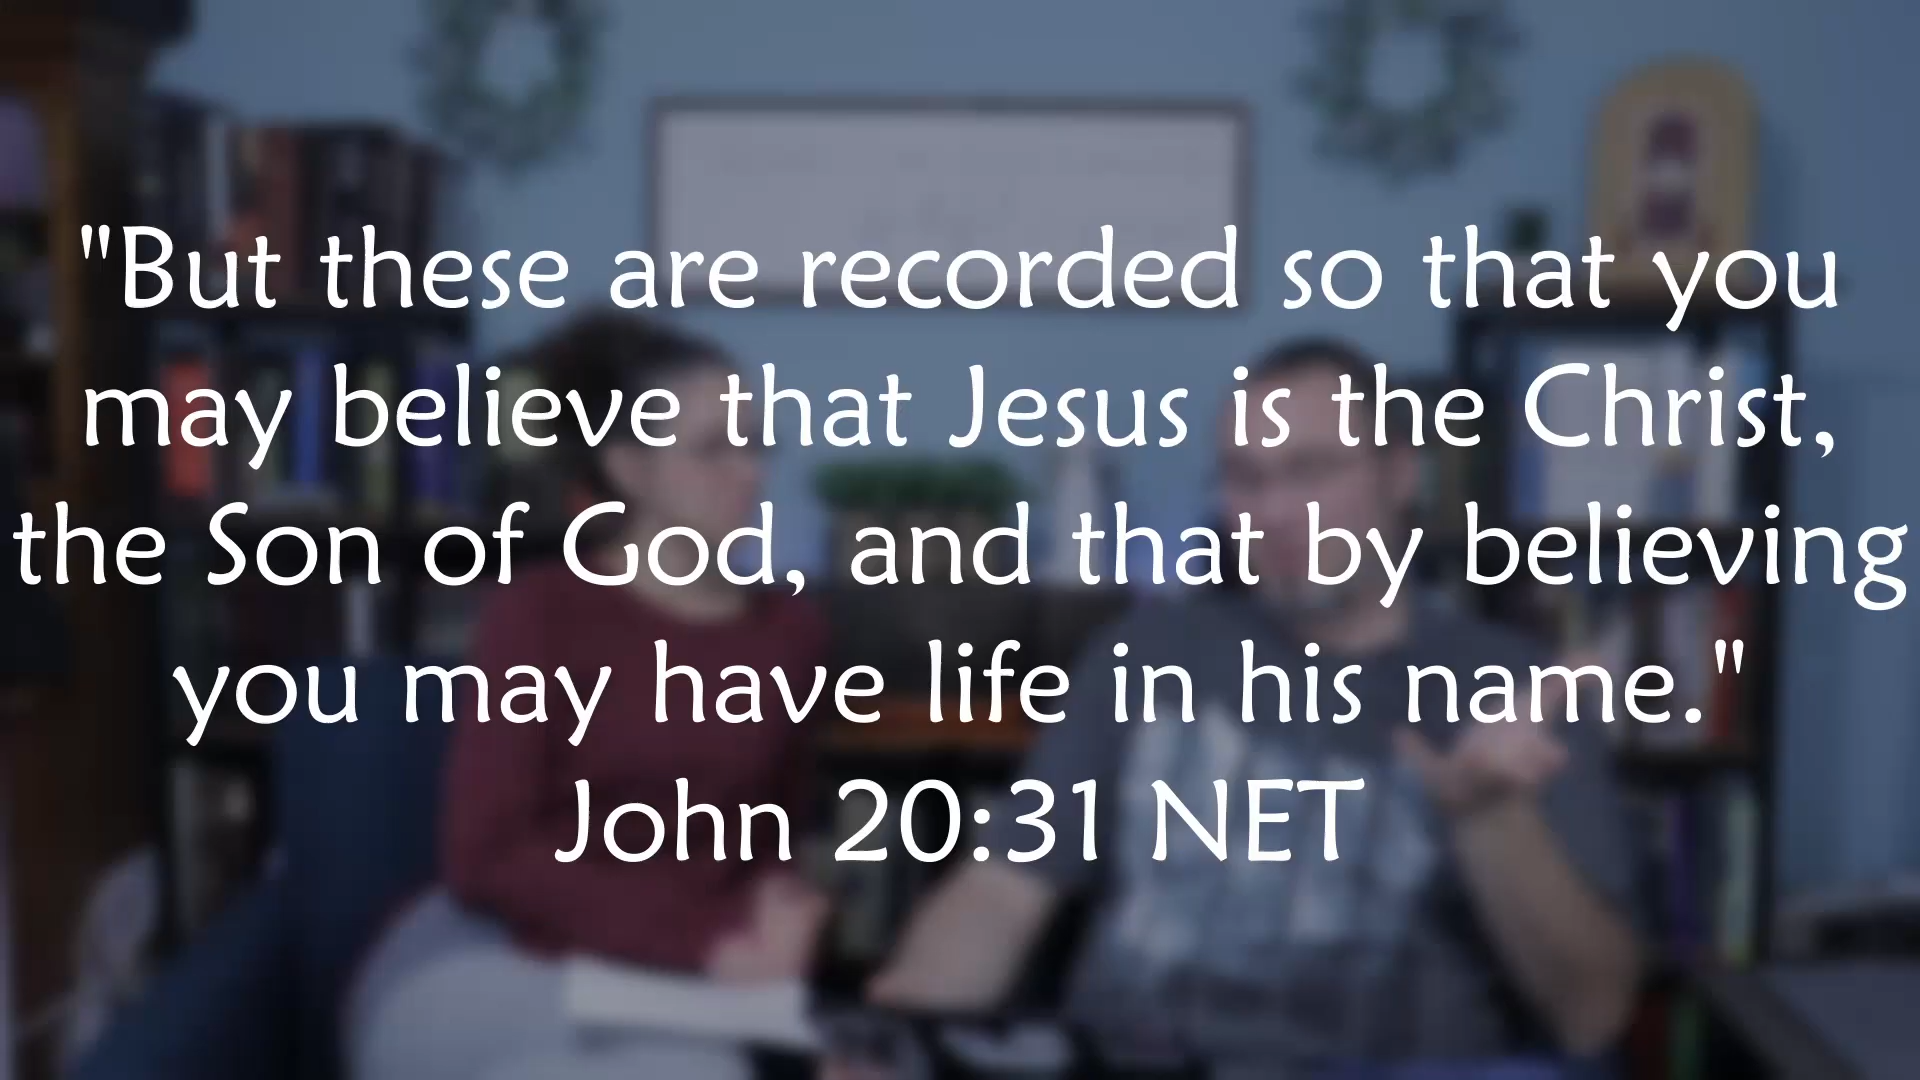 "But these are recorded so that you
may believe that Jesus is the Christ,
the Son of God, and that by believing
you may have life in his name."
John 20:31 NET